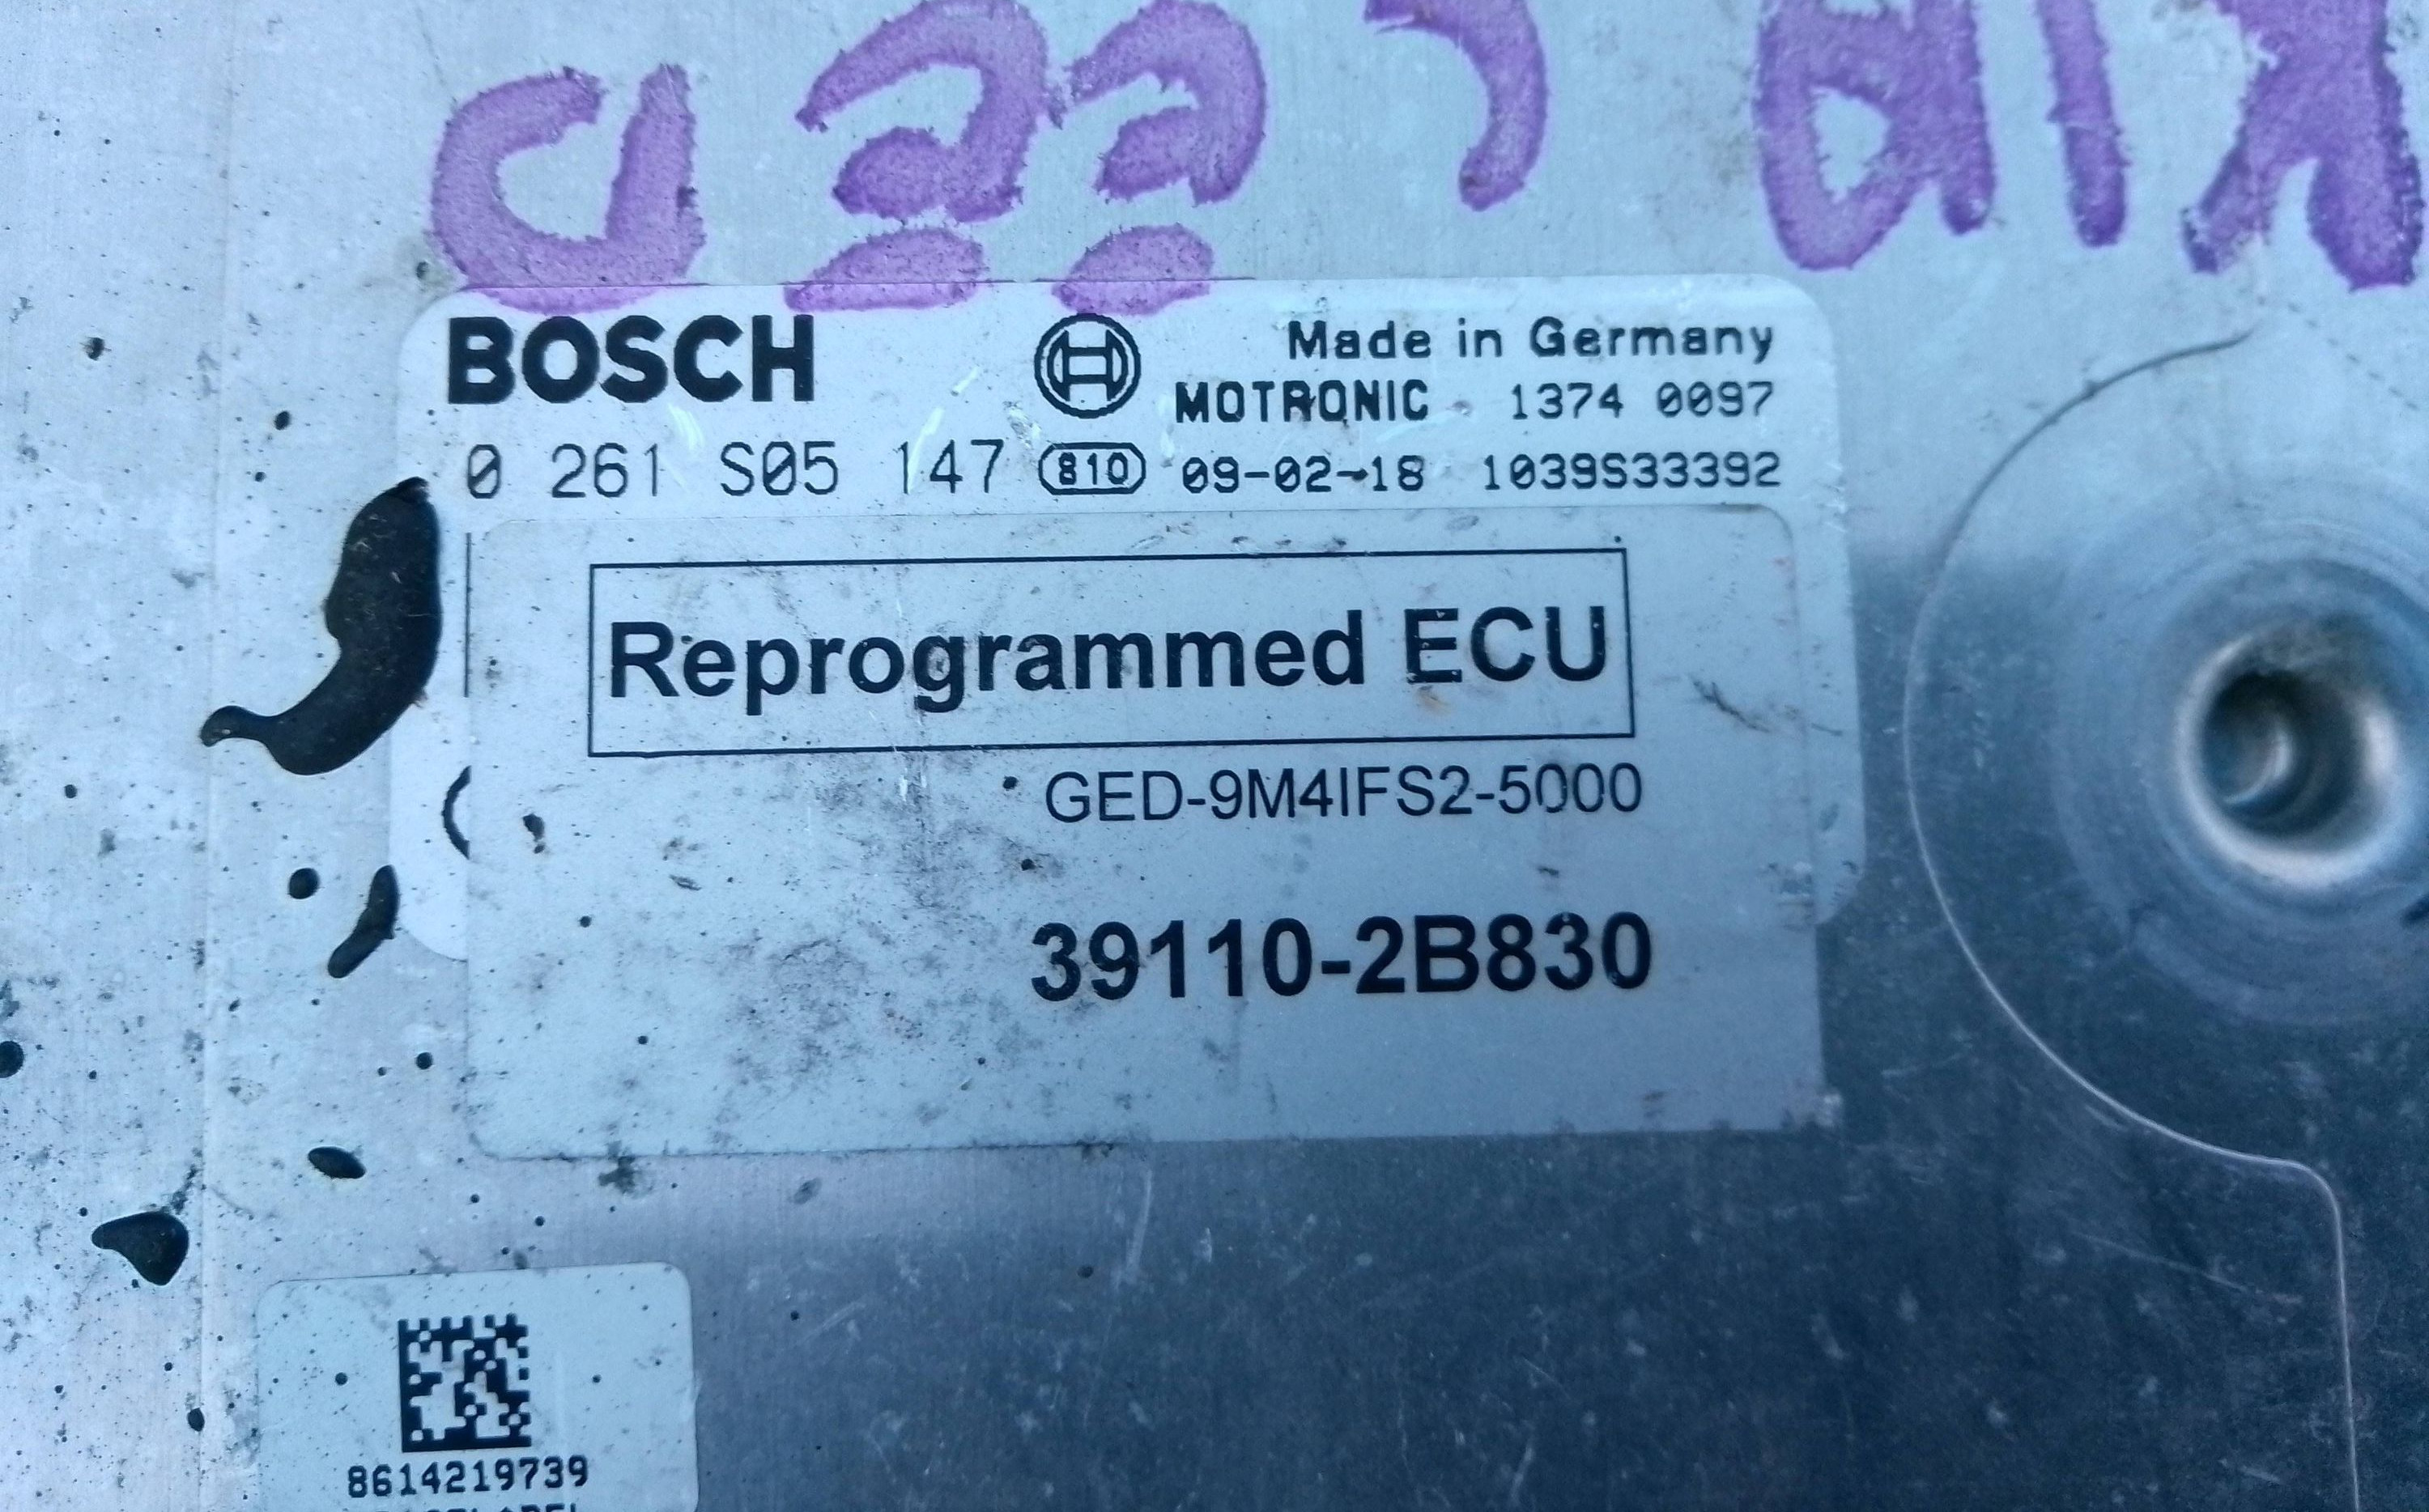 BOSCH
Made in Germany
MOTRONIC 1374 0097
0 261 S05 147 810 09-02-18 1039S33392
Reprogrammed ECU
GED-9M4IFS2-5000
39110-2B830
8614219739